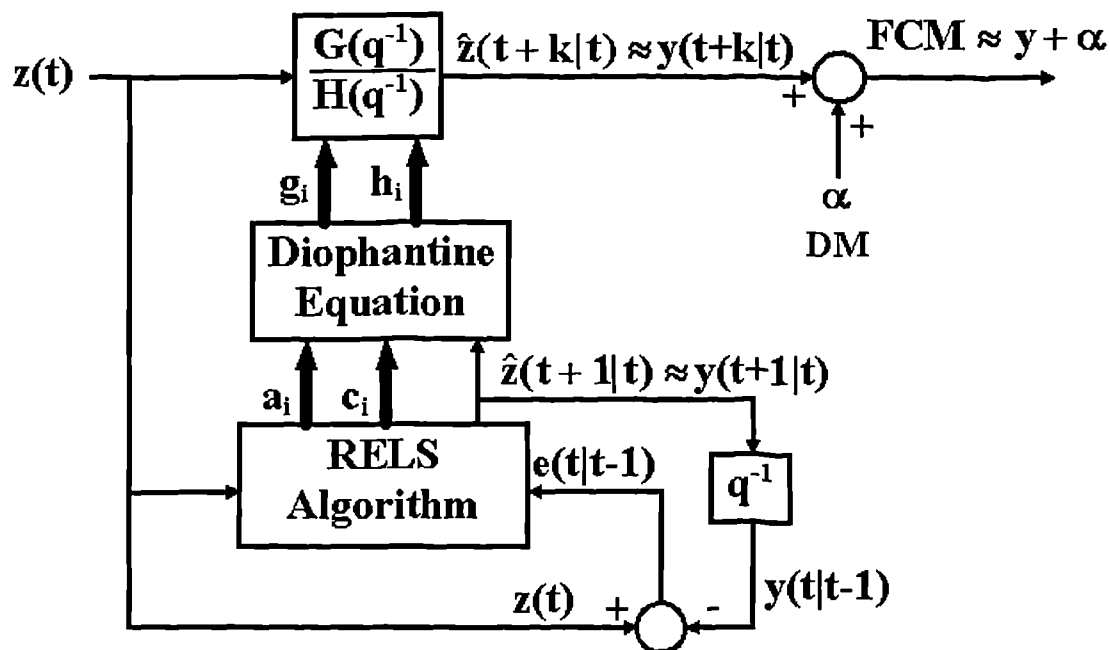 z(t)
G(q⁻¹)
H(q⁻¹)
ẑ(t + k|t) ≈ y(t+k|t)
FCM ≈ y + α
+
+
α
DM
gᵢ
hᵢ
Diophantine
Equation
aᵢ
cᵢ
ẑ(t + 1|t) ≈ y(t+1|t)
RELS
Algorithm
e(t|t-1)
q⁻¹
z(t)
+
-
y(t|t-1)